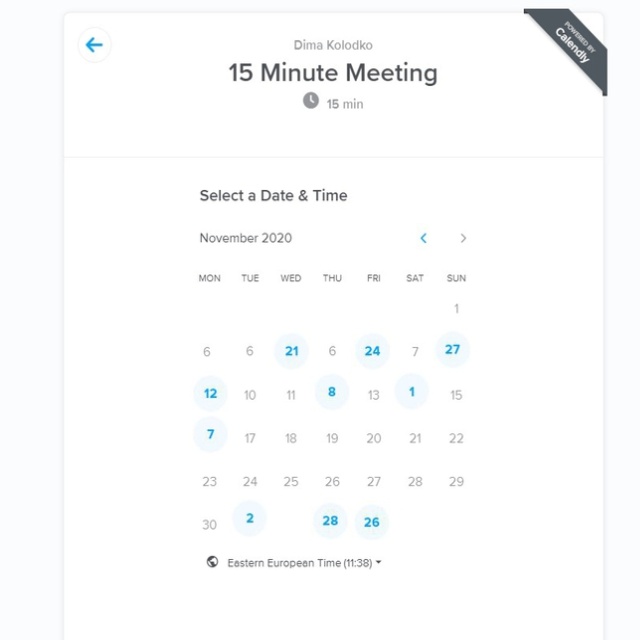 Dima Kolodko
POWERED BY
Calendly
15 Minute Meeting
15 min
Select a Date & Time
November 2020
MON TUE WED THU FRI SAT SUN
1
6 6 21 6 24 7 27
12 10 11 8 13 1 15
7 17 18 19 20 21 22
23 24 25 26 27 28 29
30 2 28 26
Eastern European Time (11:38)